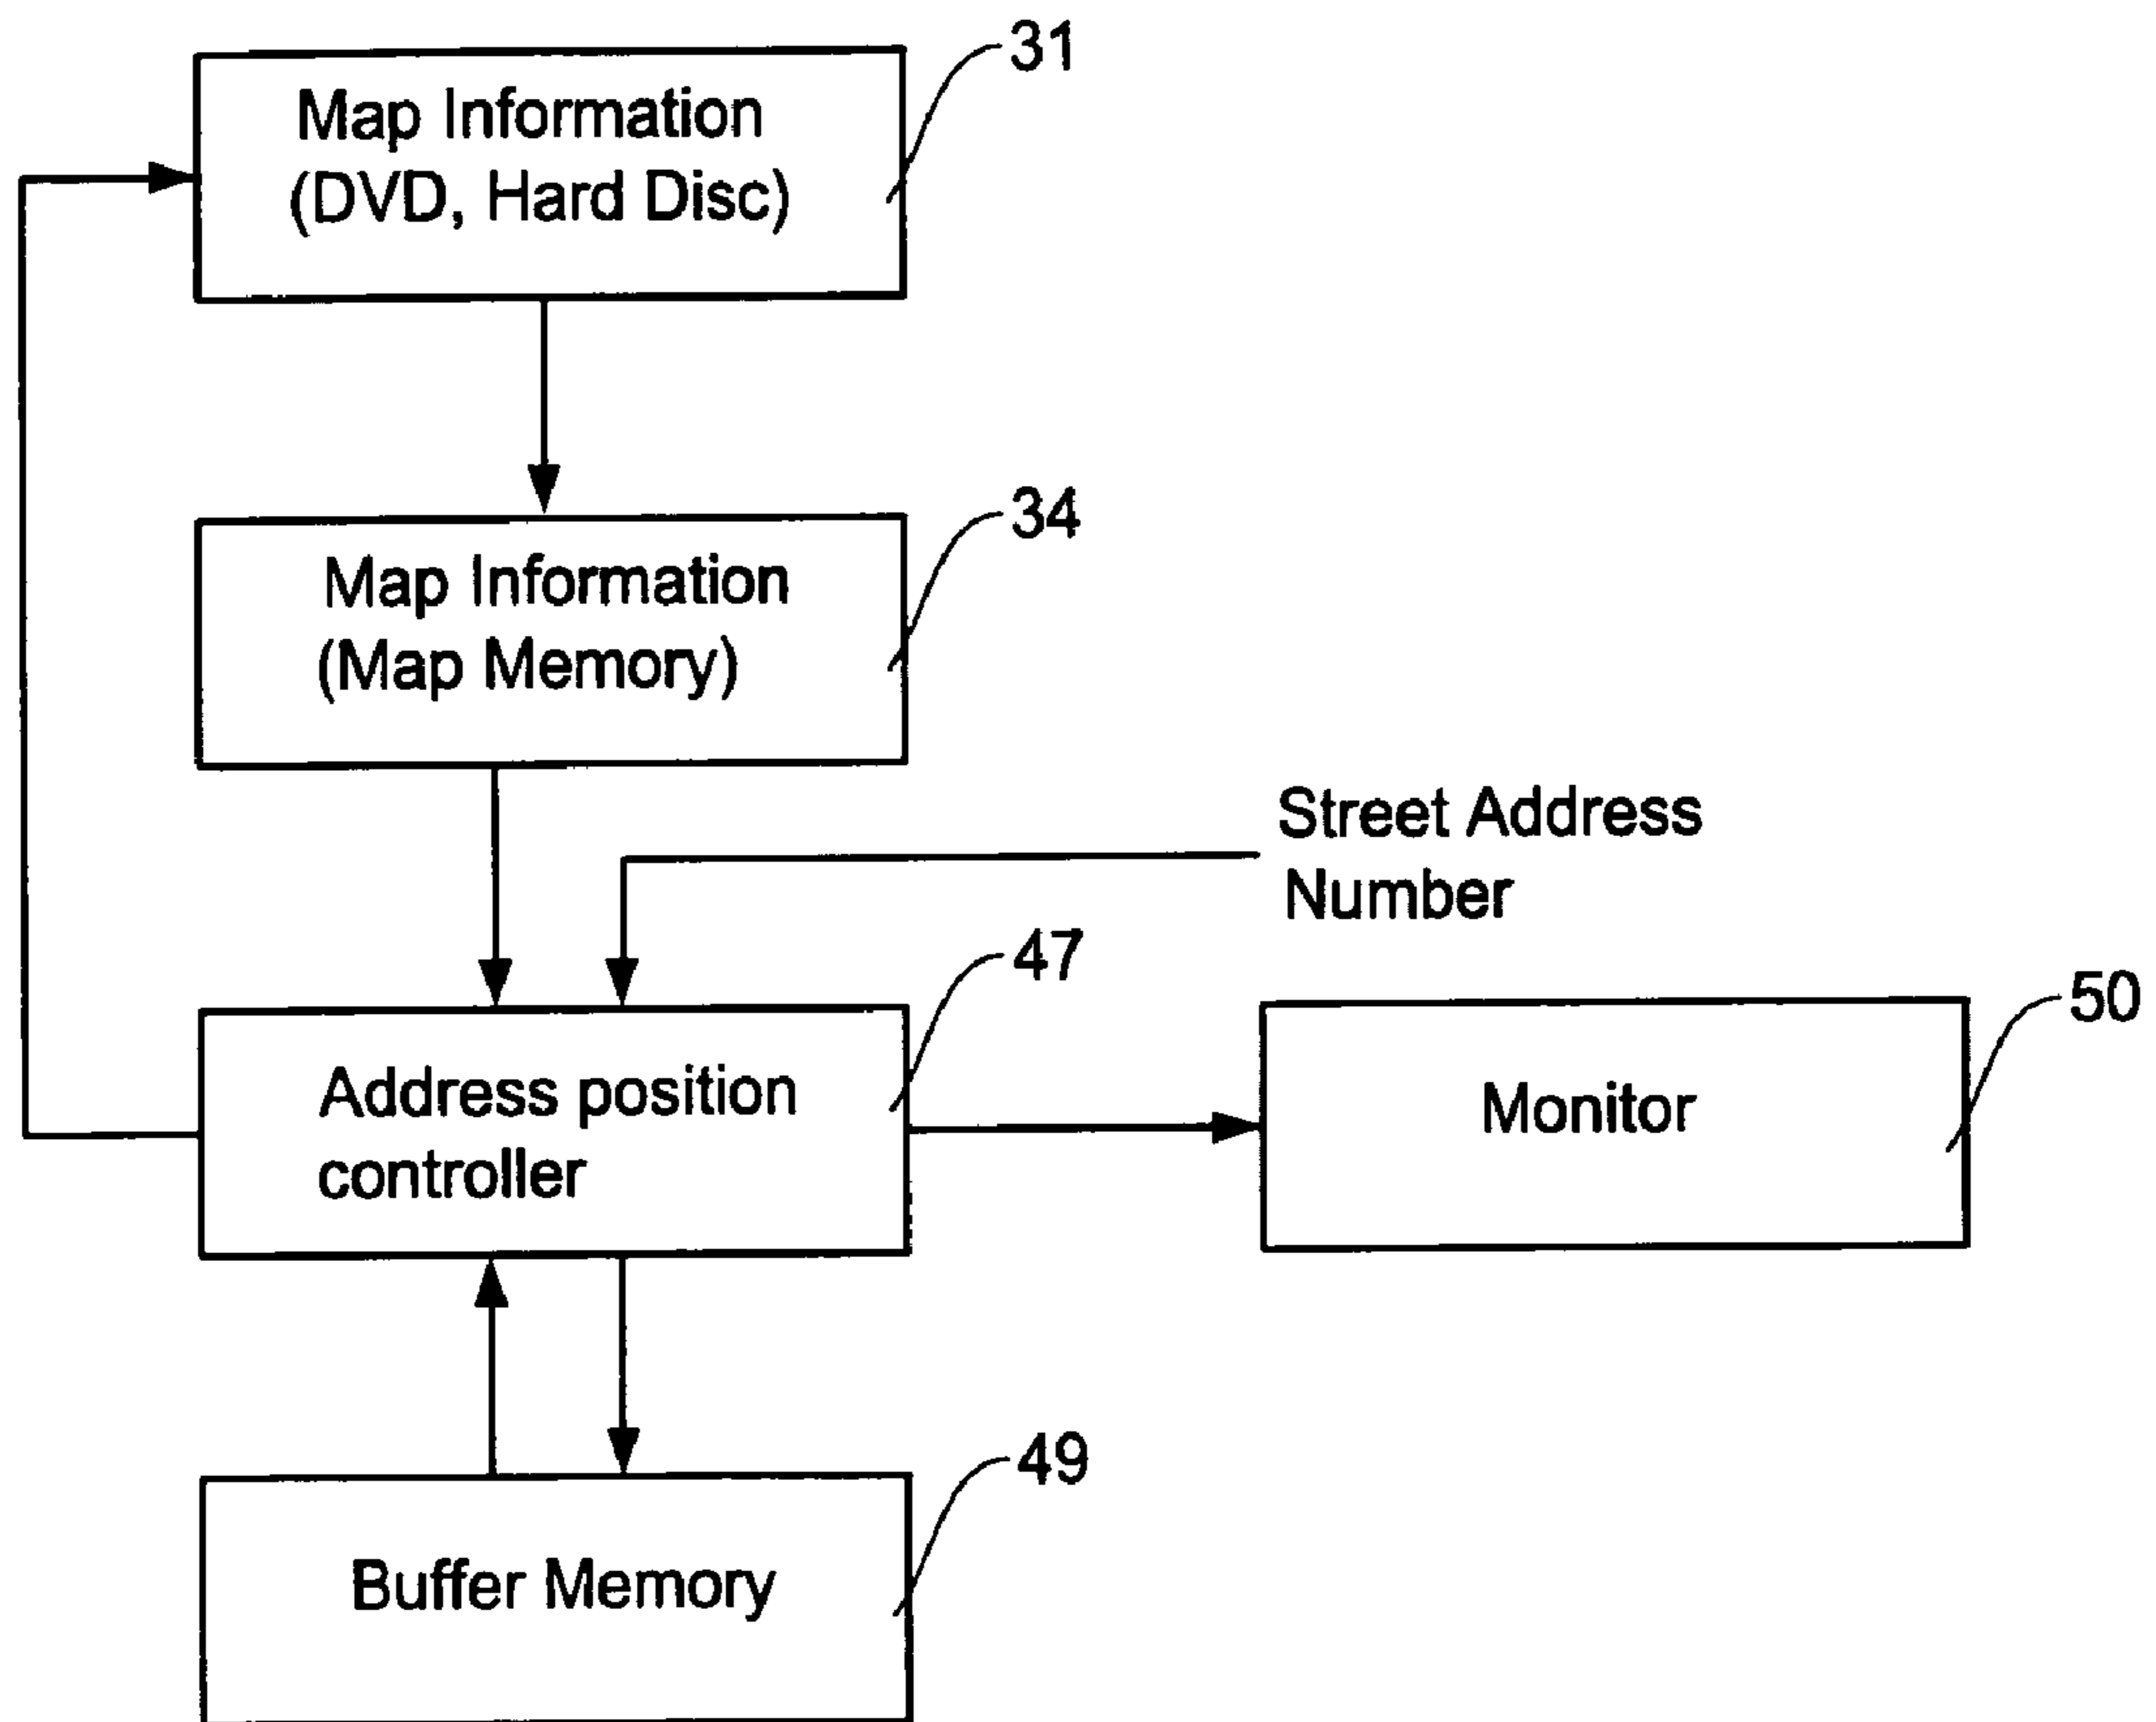 31
Map Information
(DVD, Hard Disc)
34
Map Information
(Map Memory)
Street Address
Number
47
Address position
controller
50
Monitor
49
Buffer Memory